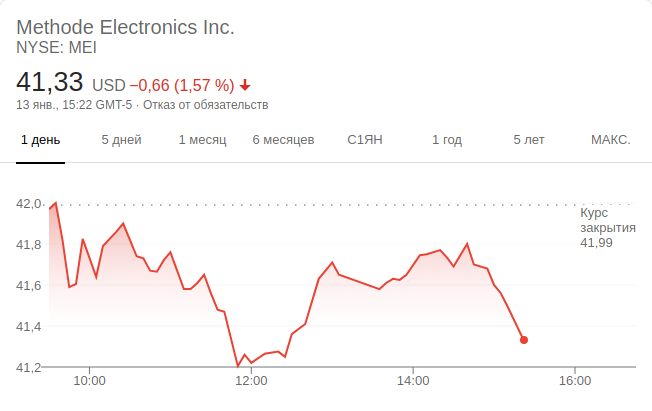 Methode Electronics Inc.
NYSE: MEI
41,33 USD −0,66 (1,57 %)
13 янв., 15:22 GMT-5 · Отказ от обязательств
1 день 5 дней 1 месяц 6 месяцев С1ЯН 1 год 5 лет МАКС.
42,0
Курс
закрытия
41,99
41,8
41,6
41,4
41,2
10:00 12:00 14:00 16:00